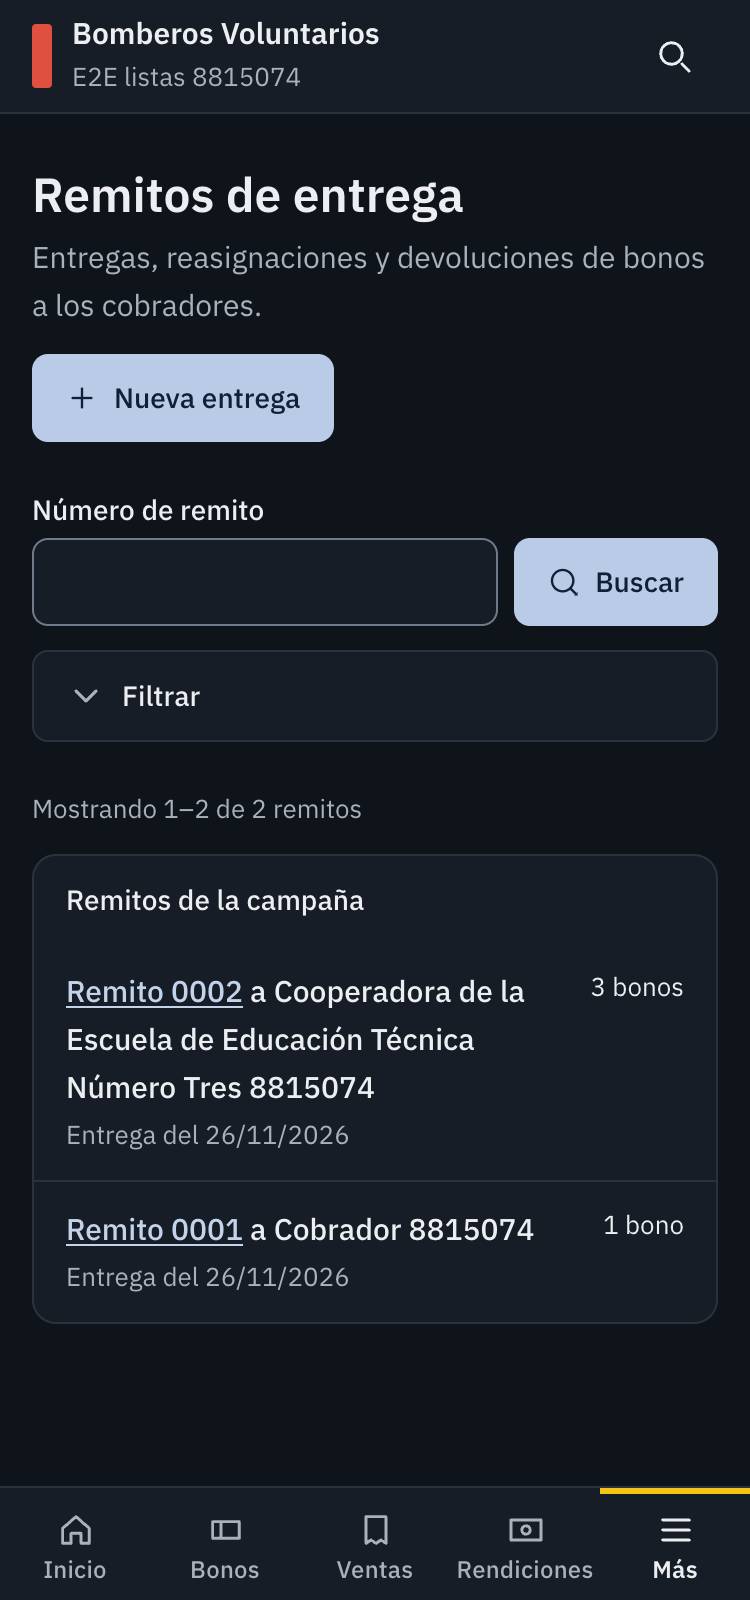 Bomberos Voluntarios
E2E listas 8815074
Remitos de entrega
Entregas, reasignaciones y devoluciones de bonos
a los cobradores.
Nueva entrega
Número de remito
Buscar
Filtrar
Mostrando 1–2 de 2 remitos
Remitos de la campaña
Remito 0002 a Cooperadora de la
3 bonos
Escuela de Educación Técnica
Número Tres 8815074
Entrega del 26/11/2026
Remito 0001 a Cobrador 8815074
1 bono
Entrega del 26/11/2026
Inicio
Bonos
Ventas
Rendiciones
Más